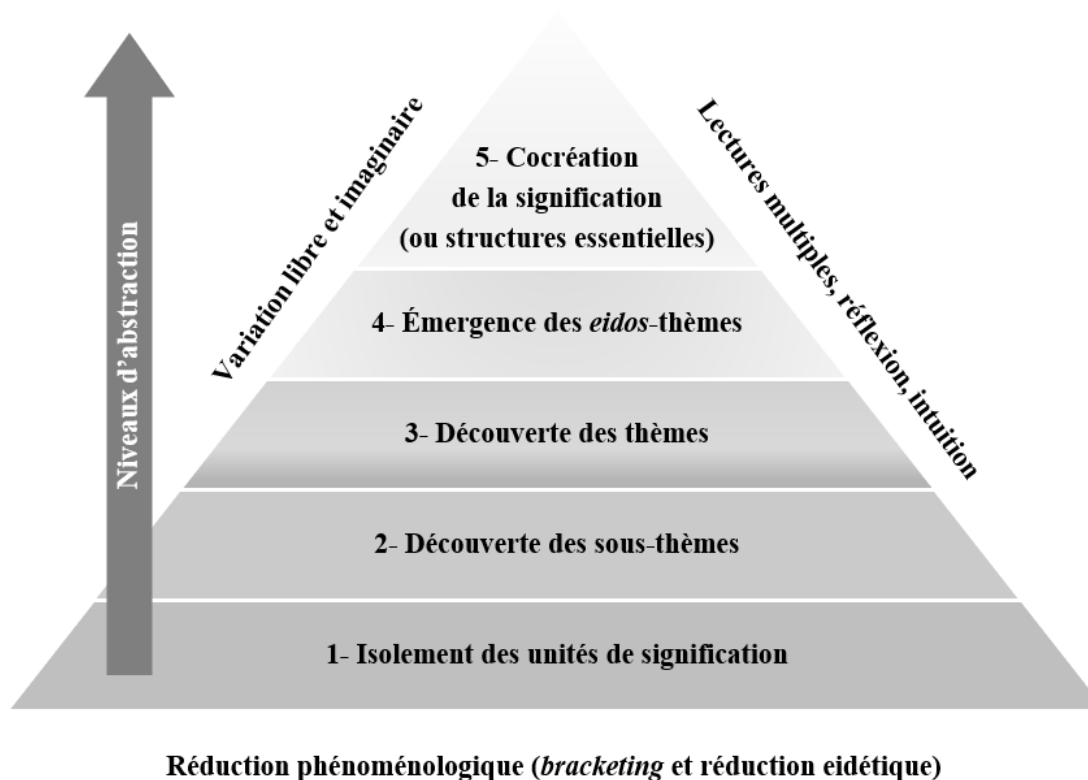 Niveaux d’abstraction
Variation libre et imaginaire
Lectures multiples, réflexion, intuition
5- Cocréation
de la signification
(ou structures essentielles)
4- Émergence des eidos-thèmes
3- Découverte des thèmes
2- Découverte des sous-thèmes
1- Isolement des unités de signification
Réduction phénoménologique (bracketing et réduction eidétique)